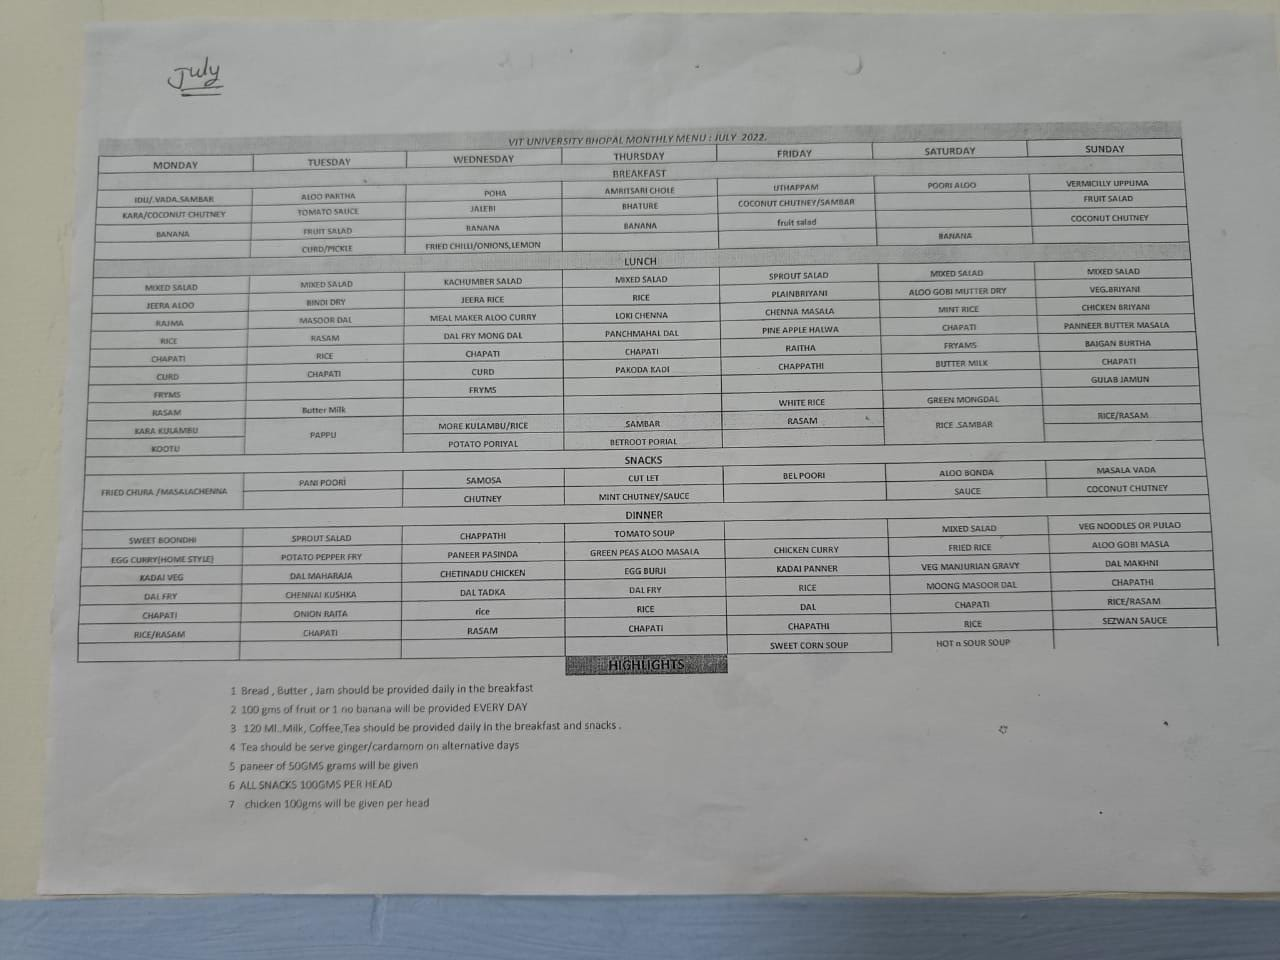 July
VIT UNIVERSITY BHOPAL MONTHLY MENU : JULY 2022.
MONDAY TUESDAY WEDNESDAY THURSDAY FRIDAY SATURDAY SUNDAY
BREAKFAST
IDLI/.VADA.SAMBAR ALOO PARTHA POHA AMRITSARI CHOLE UTHAPPAM POORI ALOO VERMICILLY UPPUMA
KARA/COCONUT CHUTNEY TOMATO SAUCE JALEBI BHATURE COCONUT CHUTNEY/SAMBAR FRUIT SALAD
BANANA FRUIT SALAD BANANA BANANA fruit salad COCONUT CHUTNEY
CURD/PICKLE FRIED CHILLI/ONIONS,LEMON BANANA
LUNCH
MIXED SALAD MIXED SALAD KACHUMBER SALAD MIXED SALAD SPROUT SALAD MIXED SALAD MIXED SALAD
JEERA ALOO BINDI DRY JEERA RICE RICE PLAINBRIYANI ALOO GOBI MUTTER DRY VEG.BRIYANI
RAJMA MASOOR DAL MEAL MAKER ALOO CURRY LOKI CHENNA CHENNA MASALA MINT RICE CHICKEN BRIYANI
RICE RASAM DAL FRY MONG DAL PANCHMAHAL DAL PINE APPLE HALWA CHAPATI PANNEER BUTTER MASALA
CHAPATI RICE CHAPATI CHAPATI RAITHA FRYAMS BAIGAN BURTHA
CURD CHAPATI CURD PAKODA KADI CHAPPATHI BUTTER MILK CHAPATI
FRYMS FRYMS GULAB JAMUN
RASAM Butter Milk WHITE RICE GREEN MONGDAL
KARA KULAMBU PAPPU MORE KULAMBU/RICE SAMBAR RASAM RICE .SAMBAR RICE/RASAM
KOOTU POTATO PORIYAL BETROOT PORIAL
SNACKS
FRIED CHURA /MASALACHENNA PANI POORI SAMOSA CUT LET BEL POORI ALOO BONDA MASALA VADA
CHUTNEY MINT CHUTNEY/SAUCE SAUCE COCONUT CHUTNEY
DINNER
SWEET BOONDHI SPROUT SALAD CHAPPATHI TOMATO SOUP MIXED SALAD VEG NOODLES OR PULAO
EGG CURRY(HOME STYLE) POTATO PEPPER FRY PANEER PASINDA GREEN PEAS ALOO MASALA CHICKEN CURRY FRIED RICE ALOO GOBI MASLA
KADAI VEG DAL MAHARAJA CHETINADU CHICKEN EGG BURJI KADAI PANNER VEG MANJURIAN GRAVY DAL MAKHNI
DAL FRY CHENNAI KUSHKA DAL TADKA DAL FRY RICE MOONG MASOOR DAL CHAPATHI
CHAPATI ONION RAITA rice RICE DAL CHAPATI RICE/RASAM
RICE/RASAM CHAPATI RASAM CHAPATI CHAPATHI RICE SEZWAN SAUCE
SWEET CORN SOUP HOT n SOUR SOUP
HIGHLIGHTS
1 Bread , Butter , Jam should be provided daily in the breakfast
2 100 gms of fruit or 1 no banana will be provided EVERY DAY
3 120 Ml..Milk, Coffee,Tea should be provided daily in the breakfast and snacks .
4 Tea should be serve ginger/cardamom on alternative days
5 paneer of 50GMS grams will be given
6 ALL SNACKS 100GMS PER HEAD
7 chicken 100gms will be given per head